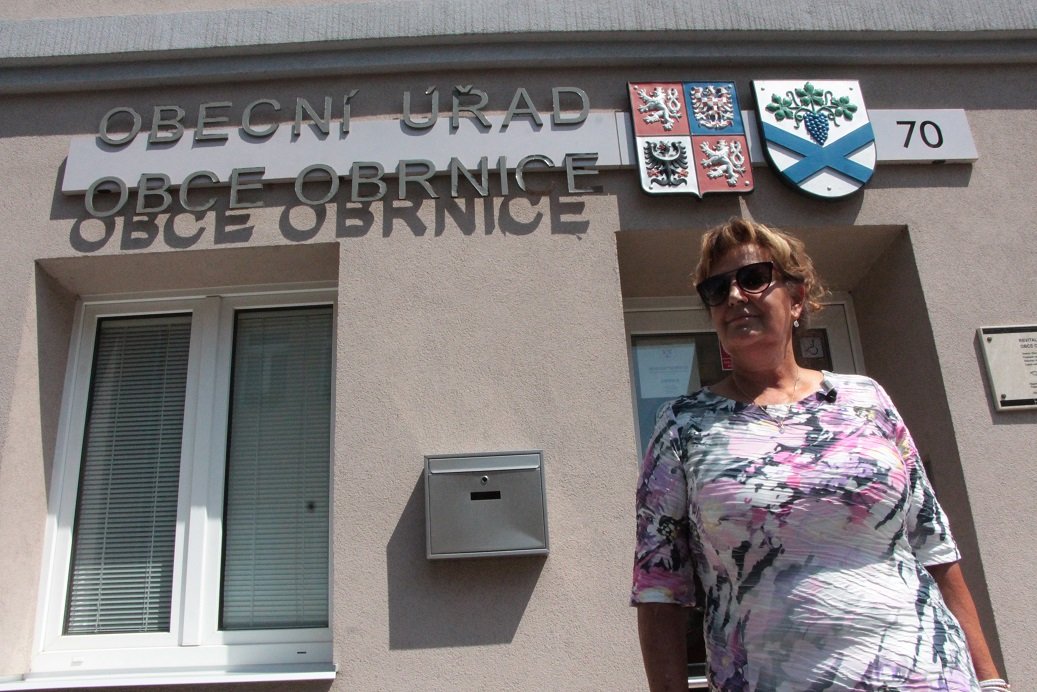 OBECNÍ ÚŘAD
OBCE OBRNICE
70